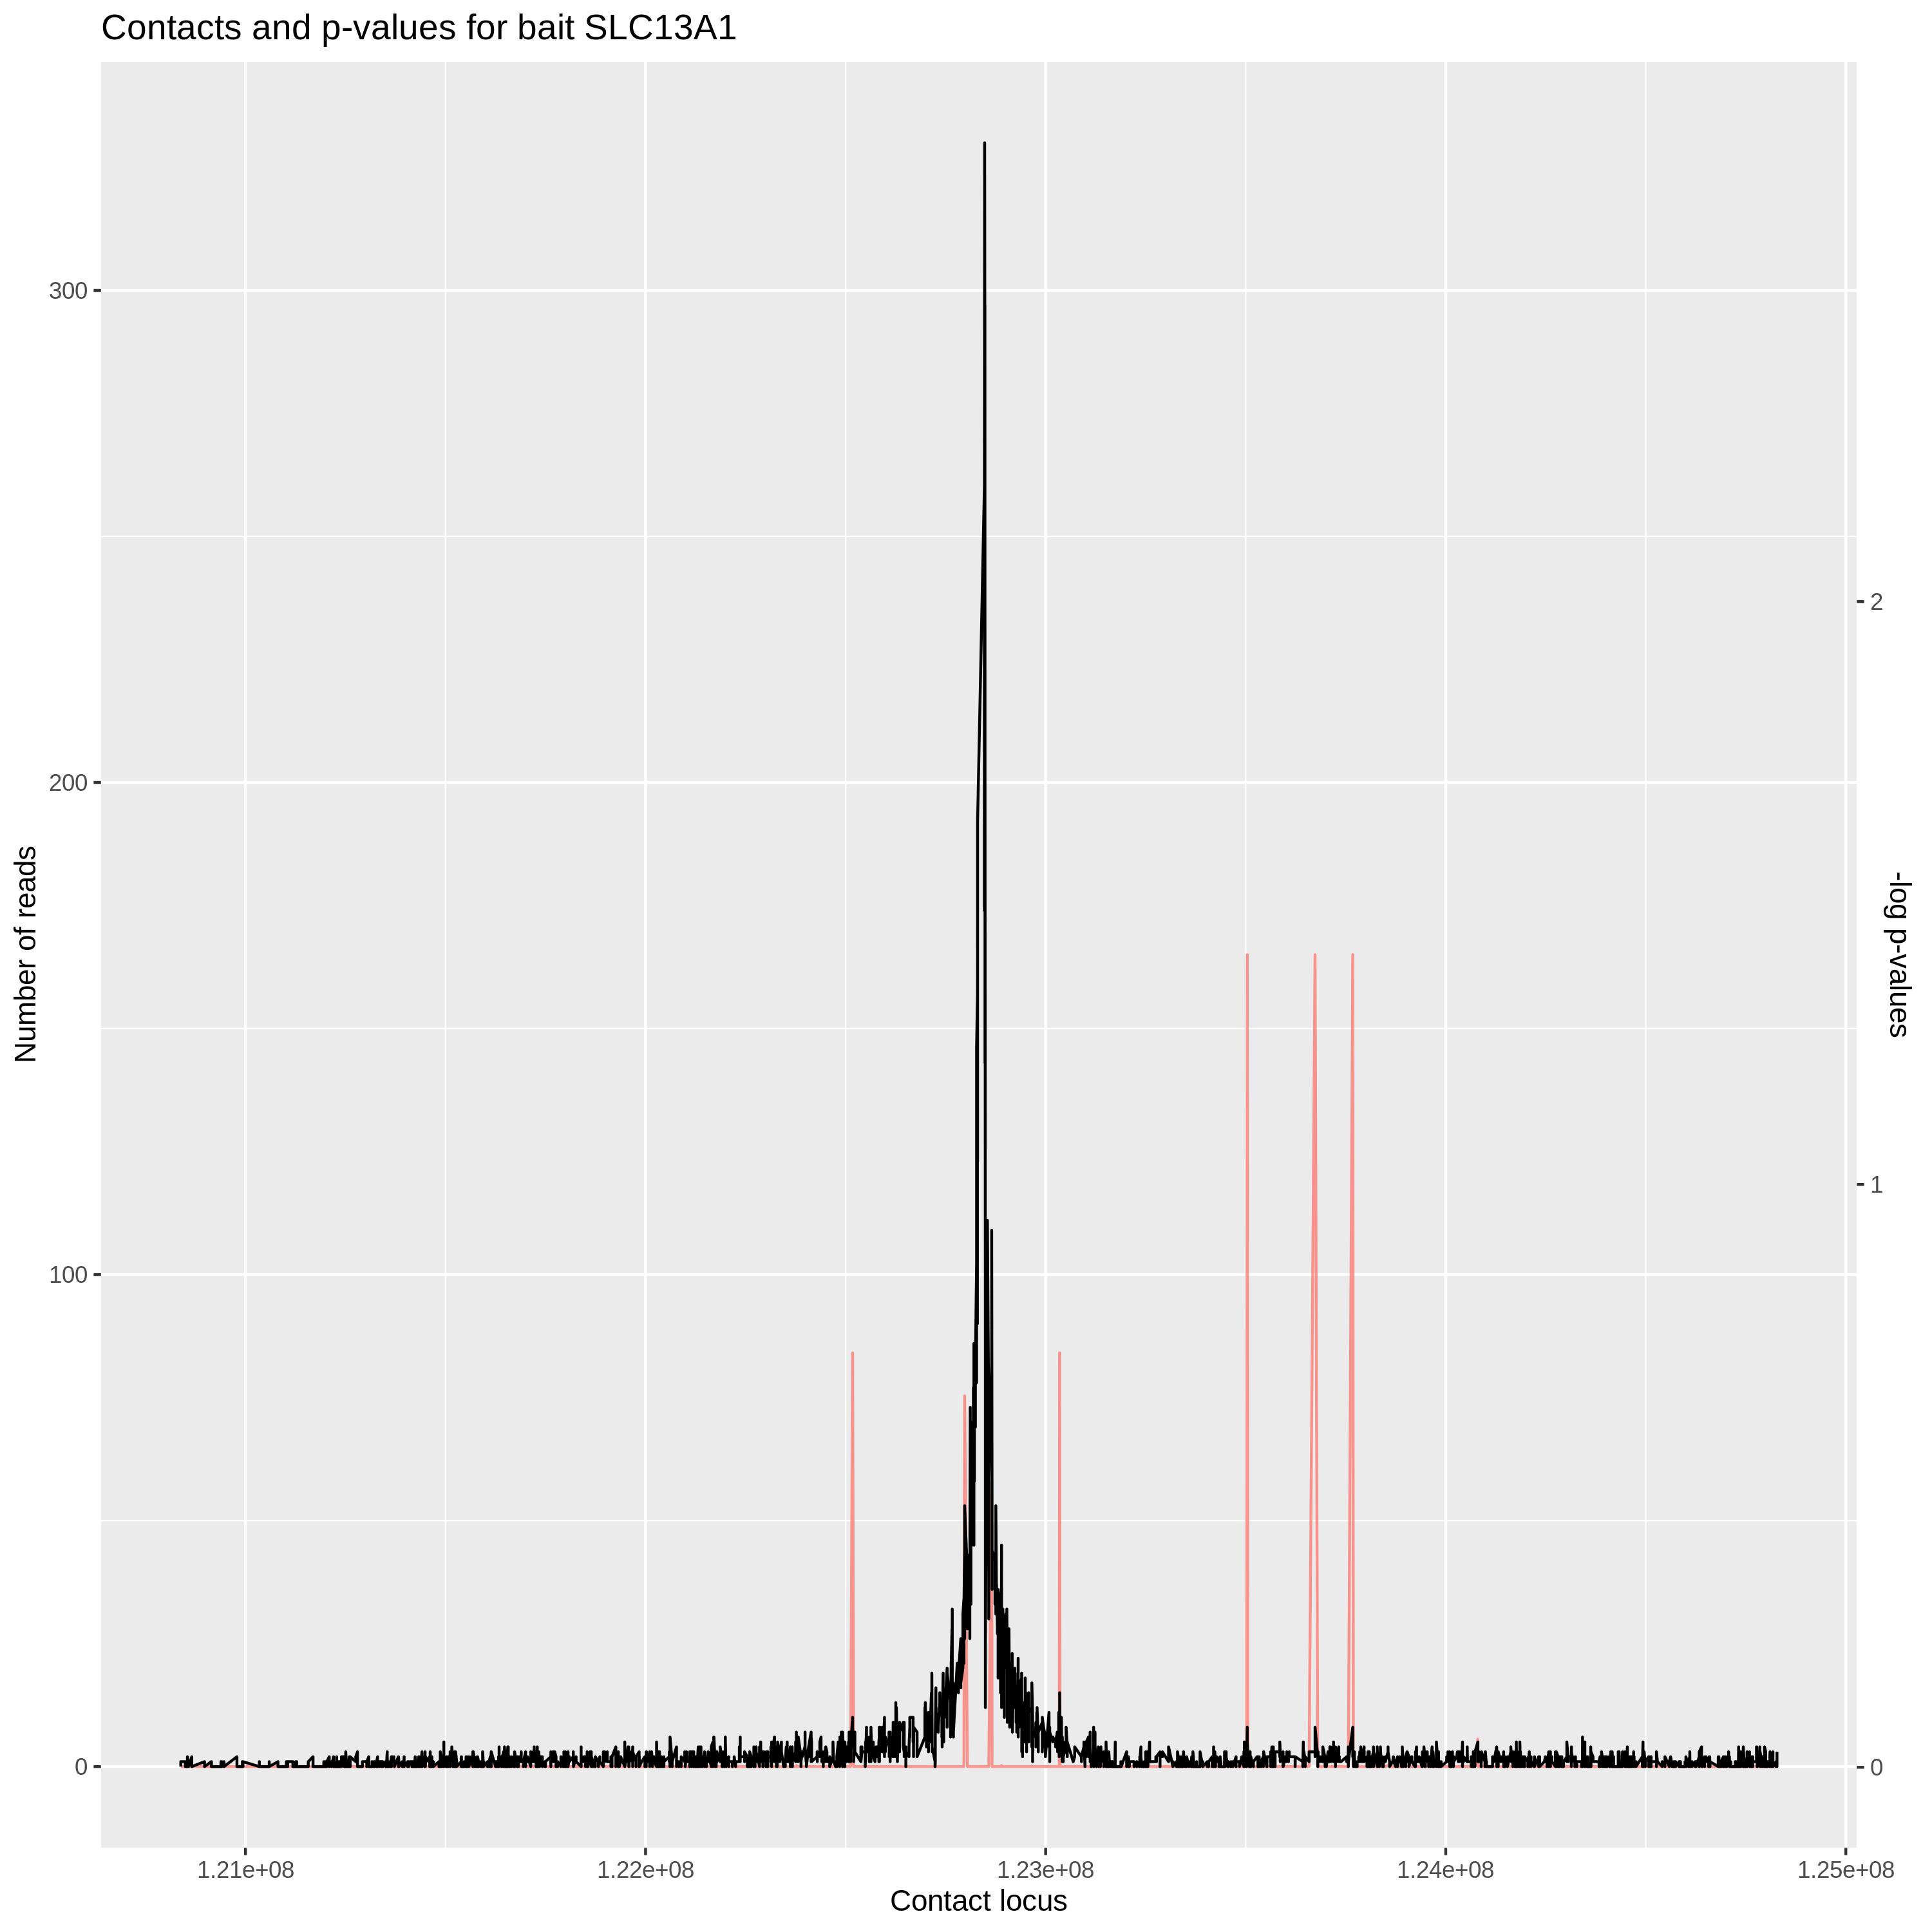 Contacts and p-values for bait SLC13A1
Number of reads
300
200
100
0
2
1
0
-log p-values
1.21e+08
1.22e+08
1.23e+08
1.24e+08
1.25e+08
Contact locus